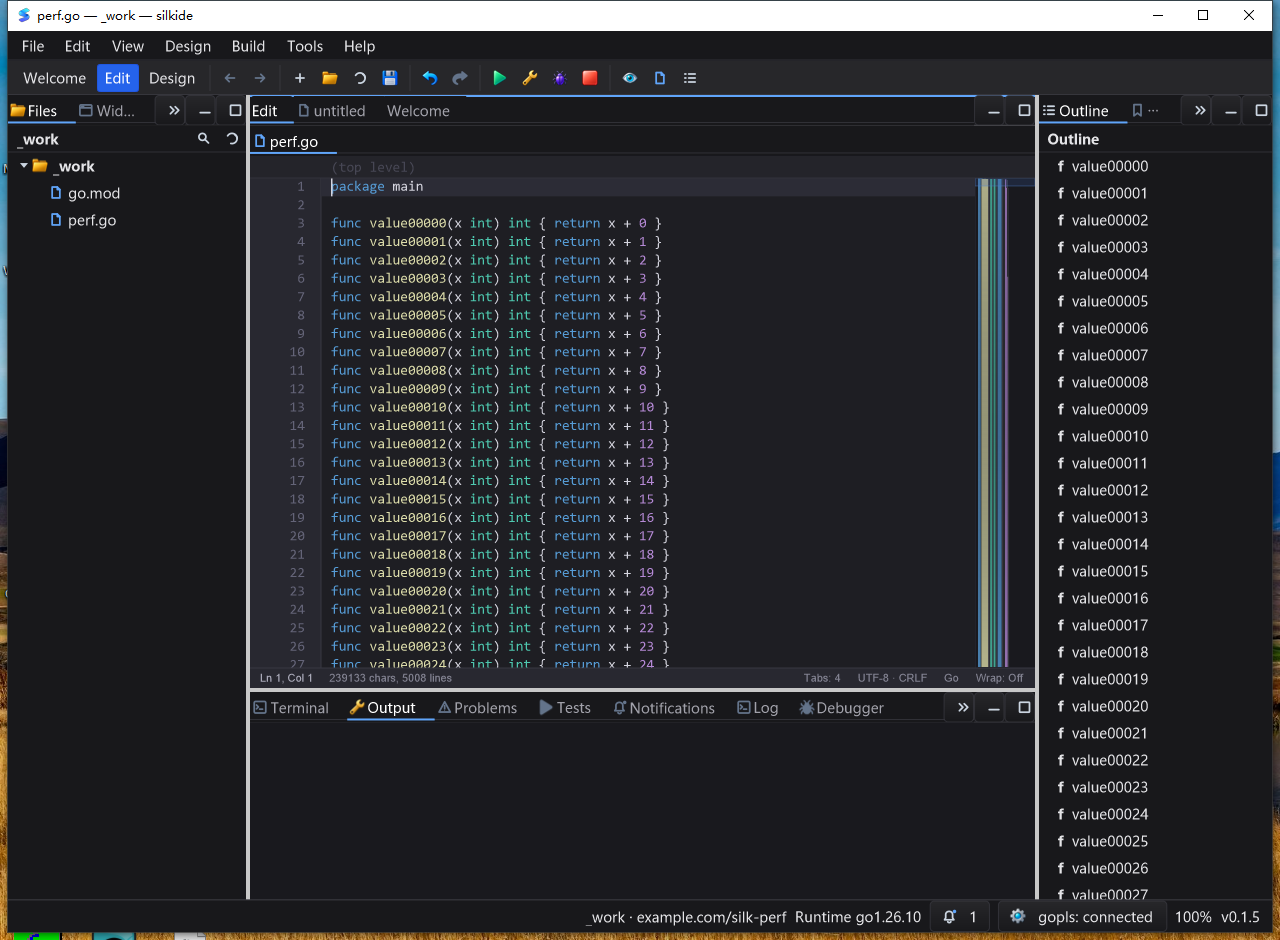 perf.go — _work — silkide
File Edit View Design Build Tools Help
Welcome Edit Design
Files Wid...
_work
_work
go.mod
perf.go
Edit untitled Welcome
perf.go
(top level)
1 package main
2
3 func value00000(x int) int { return x + 0 }
4 func value00001(x int) int { return x + 1 }
5 func value00002(x int) int { return x + 2 }
6 func value00003(x int) int { return x + 3 }
7 func value00004(x int) int { return x + 4 }
8 func value00005(x int) int { return x + 5 }
9 func value00006(x int) int { return x + 6 }
10 func value00007(x int) int { return x + 7 }
11 func value00008(x int) int { return x + 8 }
12 func value00009(x int) int { return x + 9 }
13 func value00010(x int) int { return x + 10 }
14 func value00011(x int) int { return x + 11 }
15 func value00012(x int) int { return x + 12 }
16 func value00013(x int) int { return x + 13 }
17 func value00014(x int) int { return x + 14 }
18 func value00015(x int) int { return x + 15 }
19 func value00016(x int) int { return x + 16 }
20 func value00017(x int) int { return x + 17 }
21 func value00018(x int) int { return x + 18 }
22 func value00019(x int) int { return x + 19 }
23 func value00020(x int) int { return x + 20 }
24 func value00021(x int) int { return x + 21 }
25 func value00022(x int) int { return x + 22 }
26 func value00023(x int) int { return x + 23 }
27 func value00024(x int) int { return x + 24 }
Ln 1, Col 1 239133 chars, 5008 lines Tabs: 4 UTF-8 · CRLF Go Wrap: Off
Terminal Output Problems Tests Notifications Log Debugger
Outline ...
Outline
f value00000
f value00001
f value00002
f value00003
f value00004
f value00005
f value00006
f value00007
f value00008
f value00009
f value00010
f value00011
f value00012
f value00013
f value00014
f value00015
f value00016
f value00017
f value00018
f value00019
f value00020
f value00021
f value00022
f value00023
f value00024
f value00025
f value00026
f value00027
_work · example.com/silk-perf Runtime go1.26.10 1 gopls: connected 100% v0.1.5